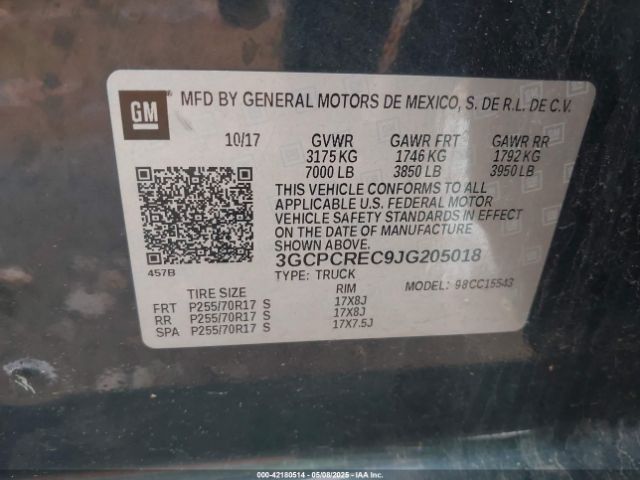 GM
MFD BY GENERAL MOTORS DE MEXICO, S. DE R.L. DE C.V.
10/17 GVWR GAWR FRT GAWR RR
3175 KG 1746 KG 1792 KG
7000 LB 3850 LB 3950 LB
THIS VEHICLE CONFORMS TO ALL
APPLICABLE U.S. FEDERAL MOTOR
VEHICLE SAFETY STANDARDS IN EFFECT
ON THE DATE OF MANUFACTURE
SHOWN ABOVE.
457B 3GCPCREC9JG205018
TYPE: TRUCK MODEL: 98CC15543
TIRE SIZE RIM
FRT P255/70R17 S 17X8J
RR P255/70R17 S 17X8J
SPA P255/70R17 S 17X7.5J
000-42180514 - 05/08/2025 - IAA Inc.